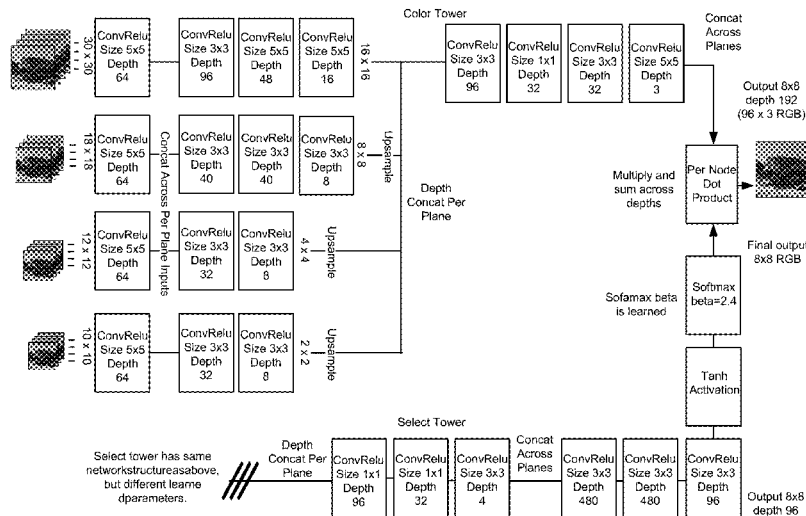 Color Tower
Concat
Across
Planes
30 x 30
ConvRelu
Size 5x5
Depth
64
ConvRelu
Size 3x3
Depth
96
ConvRelu
Size 5x5
Depth
48
ConvRelu
Size 5x5
Depth
16
16 x 16
ConvRelu
Size 3x3
Depth
96
ConvRelu
Size 1x1
Depth
32
ConvRelu
Size 3x3
Depth
32
ConvRelu
Size 5x5
Depth
3
Output 8x8
depth 192
(96 x 3 RGB)
18 x 18
ConvRelu
Size 5x5
Depth
64
Concat Across Per Plane Inputs
ConvRelu
Size 3x3
Depth
40
ConvRelu
Size 3x3
Depth
40
ConvRelu
Size 3x3
Depth
8
8 x 8
Upsample
Depth
Concat Per
Plane
Multiply and
sum across
depths
Per Node
Dot
Product
12 x 12
ConvRelu
Size 5x5
Depth
64
ConvRelu
Size 3x3
Depth
32
ConvRelu
Size 3x3
Depth
8
4 x 4
Upsample
Final output
8x8 RGB
Sofamax beta
is learned
Softmax
beta=2.4
10 x 10
ConvRelu
Size 5x5
Depth
64
ConvRelu
Size 3x3
Depth
32
ConvRelu
Size 3x3
Depth
8
2 x 2
Upsample
Tanh
Activation
Select Tower
Select tower has same
networkstructureasabove,
but different learne
dparameters.
Depth
Concat Per
Plane
ConvRelu
Size 1x1
Depth
96
ConvRelu
Size 1x1
Depth
32
ConvRelu
Size 3x3
Depth
4
Concat
Across
Planes
ConvRelu
Size 3x3
Depth
480
ConvRelu
Size 3x3
Depth
480
ConvRelu
Size 3x3
Depth
96
Output 8x8
depth 96